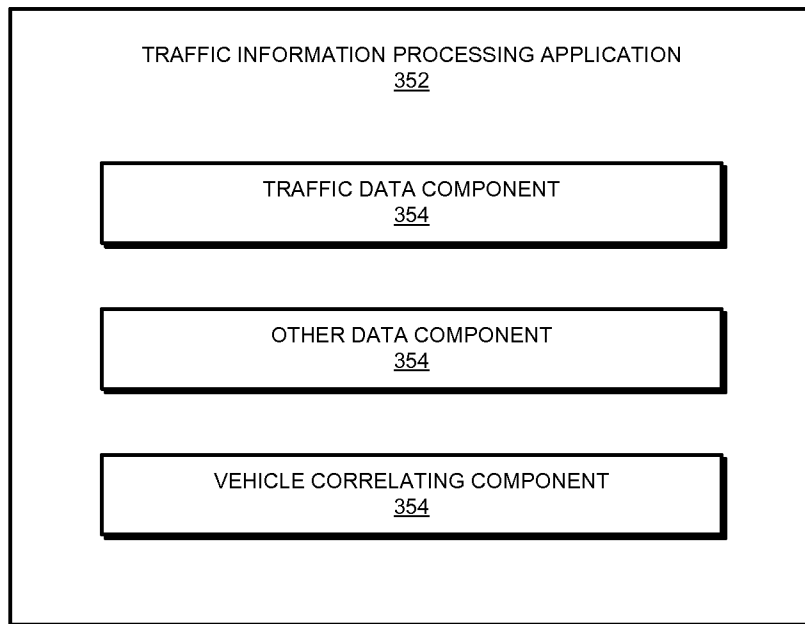 TRAFFIC INFORMATION PROCESSING APPLICATION
352
TRAFFIC DATA COMPONENT
354
OTHER DATA COMPONENT
354
VEHICLE CORRELATING COMPONENT
354